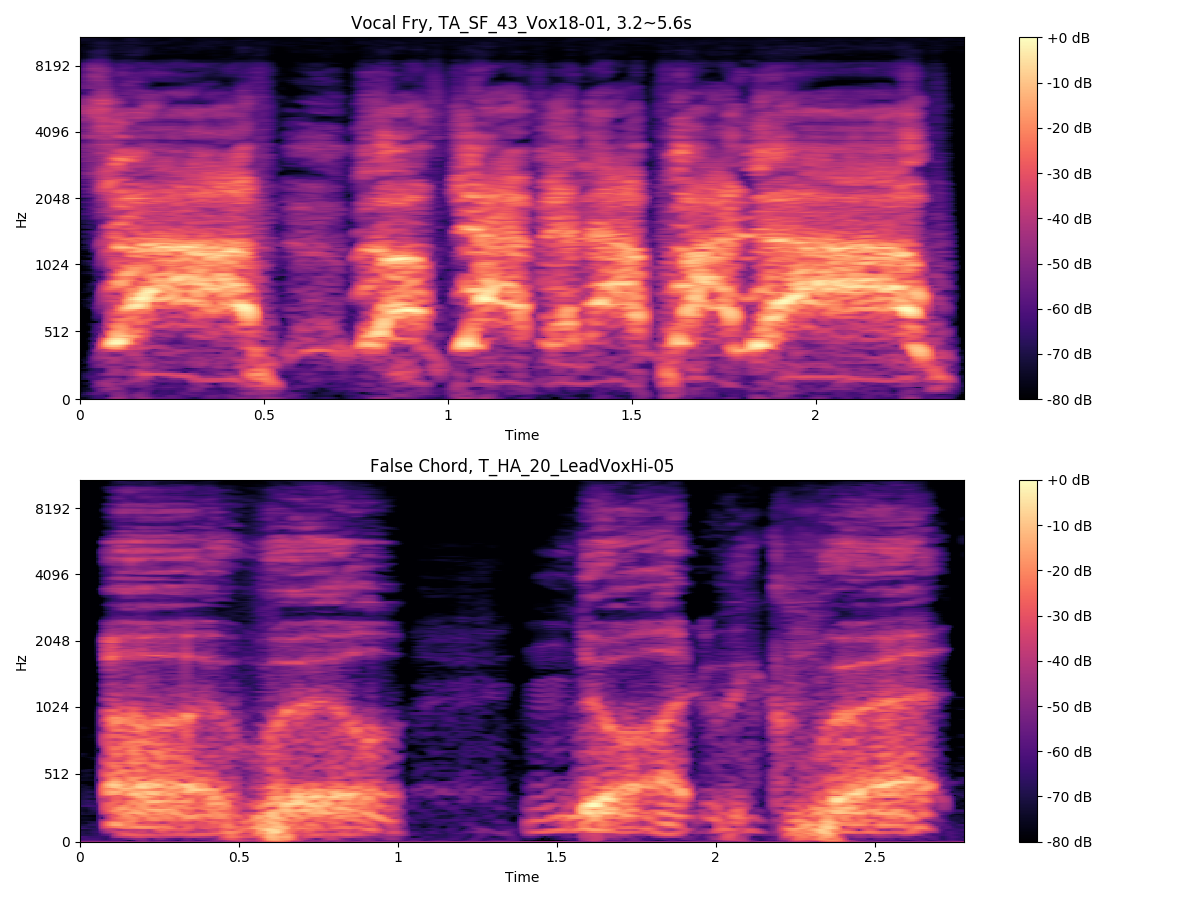 Vocal Fry, TA_SF_43_Vox18-01, 3.2~5.6s
8192
4096
2048
1024
512
0
Hz
0 0.5 1 1.5 2
Time
+0 dB
-10 dB
-20 dB
-30 dB
-40 dB
-50 dB
-60 dB
-70 dB
-80 dB
False Chord, T_HA_20_LeadVoxHi-05
8192
4096
2048
1024
512
0
Hz
0 0.5 1 1.5 2 2.5
Time
+0 dB
-10 dB
-20 dB
-30 dB
-40 dB
-50 dB
-60 dB
-70 dB
-80 dB